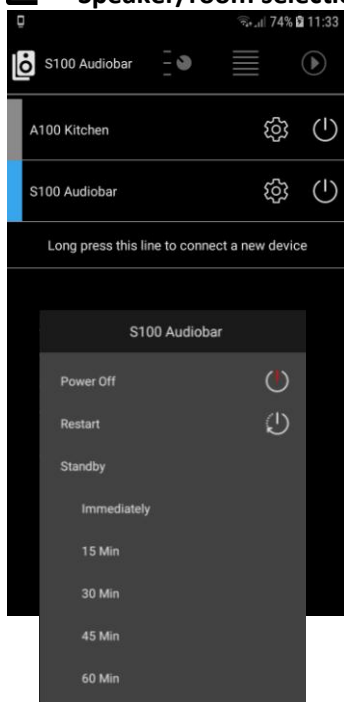 Speaker/room selectio
74% 11:33
S100 Audiobar
A100 Kitchen
S100 Audiobar
Long press this line to connect a new device
S100 Audiobar
Power Off
Restart
Standby
Immediately
15 Min
30 Min
45 Min
60 Min